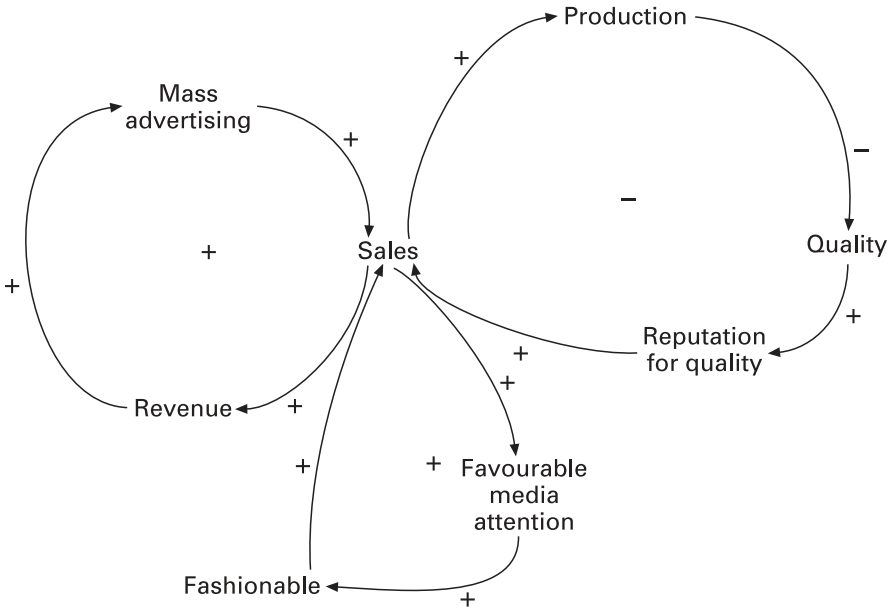 Production
+
Mass
advertising
+
−
−
Sales
Quality
+
+
+
Reputation
for quality
+
+
Revenue
+
+
+
Favourable
media
attention
Fashionable
+